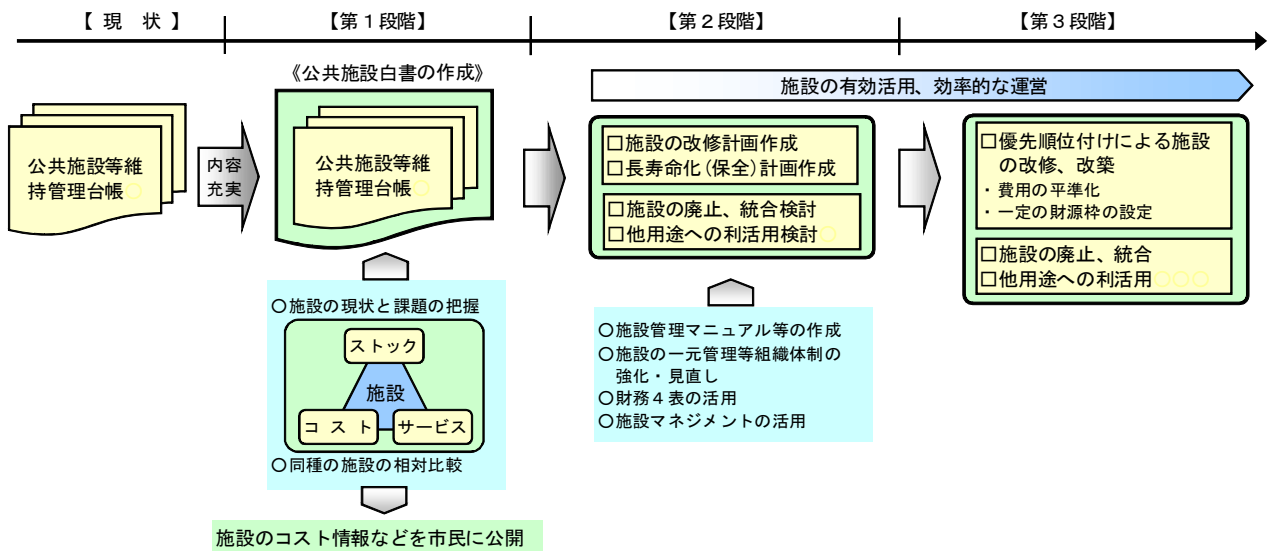 【 現 状 】
【第１段階】
【第２段階】
【第３段階】
《公共施設白書の作成》
施設の有効活用、効率的な運営
公共施設等維
持管理台帳
内容
充実
公共施設等維
持管理台帳
□施設の改修計画作成
□長寿命化(保全)計画作成
□施設の廃止、統合検討
□他用途への利活用検討
□優先順位付けによる施設
の改修、改築
・費用の平準化
・一定の財源枠の設定
□施設の廃止、統合
□他用途への利活用○○○
○施設の現状と課題の把握
ストック
施設
コ ス ト
サービス
○同種の施設の相対比較
○施設管理マニュアル等の作成
○施設の一元管理等組織体制の
強化・見直し
○財務４表の活用
○施設マネジメントの活用
施設のコスト情報などを市民に公開